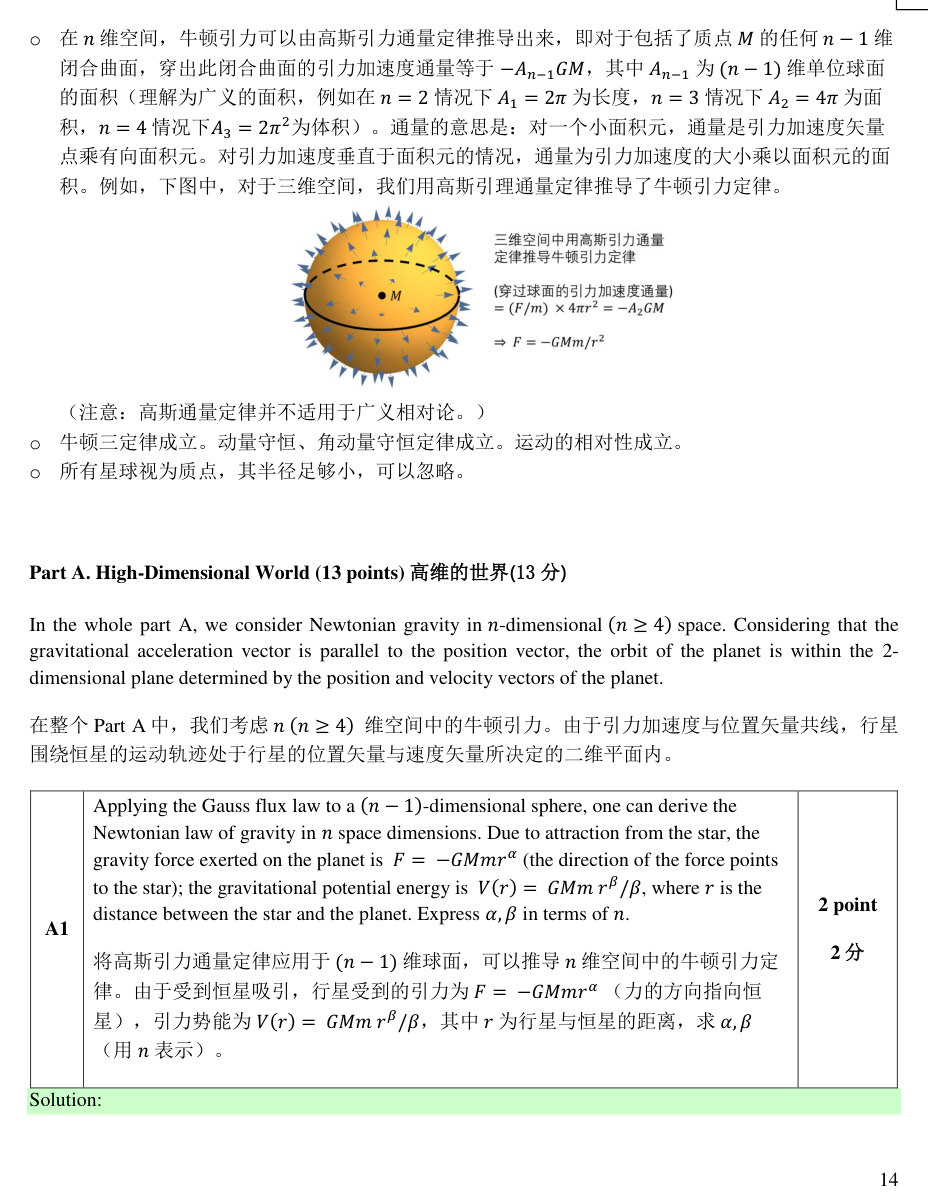 o 在 n 维空间，牛顿引力可以由高斯引力通量定律推导出来，即对于包括了质点 M 的任何 n − 1 维
闭合曲面，穿出此闭合曲面的引力加速度通量等于 −Aₙ₋₁GM，其中 Aₙ₋₁ 为 (n − 1) 维单位球面
的面积（理解为广义的面积，例如在 n = 2 情况下 A₁ = 2π 为长度，n = 3 情况下 A₂ = 4π 为面
积，n = 4 情况下A₃ = 2π²为体积）。通量的意思是：对一个小面积元，通量是引力加速度矢量
点乘有向面积元。对引力加速度垂直于面积元的情况，通量为引力加速度的大小乘以面积元的面
积。例如，下图中，对于三维空间，我们用高斯引理通量定律推导了牛顿引力定律。
M
三维空间中用高斯引力通量
定律推导牛顿引力定律
(穿过球面的引力加速度通量)
= (F/m) × 4πr² = −A₂GM
⇒ F = −GMm/r²
（注意：高斯通量定律并不适用于广义相对论。）
o 牛顿三定律成立。动量守恒、角动量守恒定律成立。运动的相对性成立。
o 所有星球视为质点，其半径足够小，可以忽略。
Part A. High-Dimensional World (13 points) 高维的世界(13 分)
In the whole part A, we consider Newtonian gravity in n-dimensional (n ≥ 4) space. Considering that the
gravitational acceleration vector is parallel to the position vector, the orbit of the planet is within the 2-
dimensional plane determined by the position and velocity vectors of the planet.
在整个 Part A 中，我们考虑 n (n ≥ 4) 维空间中的牛顿引力。由于引力加速度与位置矢量共线，行星
围绕恒星的运动轨迹处于行星的位置矢量与速度矢量所决定的二维平面内。
A1
Applying the Gauss flux law to a (n − 1)-dimensional sphere, one can derive the
Newtonian law of gravity in n space dimensions. Due to attraction from the star, the
gravity force exerted on the planet is F = −GMmr^α (the direction of the force points
to the star); the gravitational potential energy is V(r) = GMm r^β/β, where r is the
distance between the star and the planet. Express α, β in terms of n.
将高斯引力通量定律应用于 (n − 1) 维球面，可以推导 n 维空间中的牛顿引力定
律。由于受到恒星吸引，行星受到的引力为 F = −GMmr^α （力的方向指向恒
星），引力势能为 V(r) = GMm r^β/β，其中 r 为行星与恒星的距离，求 α, β
（用 n 表示）。
2 point
2 分
Solution:
14